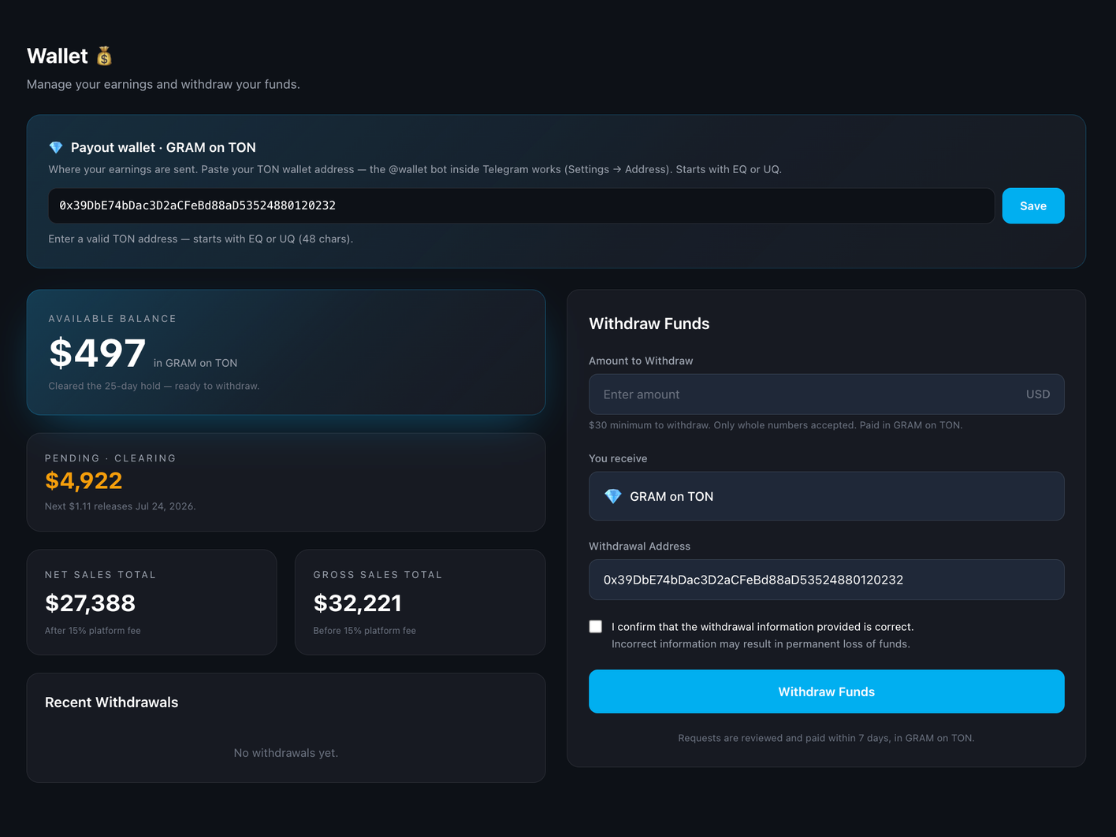 Wallet 💰
Manage your earnings and withdraw your funds.
💎 Payout wallet · GRAM on TON
Where your earnings are sent. Paste your TON wallet address — the @wallet bot inside Telegram works (Settings → Address). Starts with EQ or UQ.
0x39DbE74bDac3D2aCFeBd88aD53524880120232
Save
Enter a valid TON address — starts with EQ or UQ (48 chars).
AVAILABLE BALANCE
$497 in GRAM on TON
Cleared the 25-day hold — ready to withdraw.
PENDING · CLEARING
$4,922
Next $1.11 releases Jul 24, 2026.
NET SALES TOTAL
$27,388
After 15% platform fee
GROSS SALES TOTAL
$32,221
Before 15% platform fee
Recent Withdrawals
No withdrawals yet.
Withdraw Funds
Amount to Withdraw
Enter amount USD
$30 minimum to withdraw. Only whole numbers accepted. Paid in GRAM on TON.
You receive
💎 GRAM on TON
Withdrawal Address
0x39DbE74bDac3D2aCFeBd88aD53524880120232
I confirm that the withdrawal information provided is correct.
Incorrect information may result in permanent loss of funds.
Withdraw Funds
Requests are reviewed and paid within 7 days, in GRAM on TON.